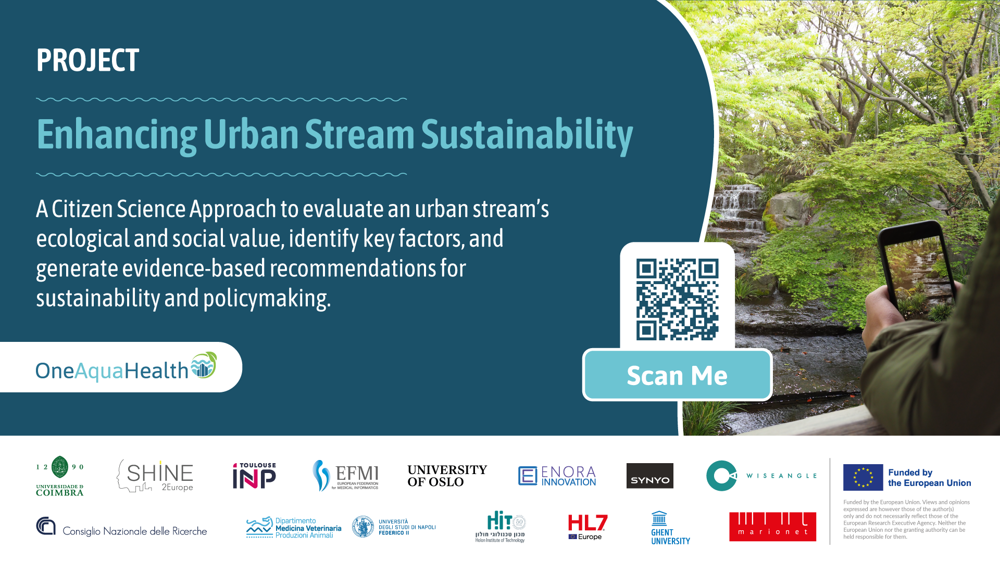 PROJECT
Enhancing Urban Stream Sustainability
A Citizen Science Approach to evaluate an urban stream’s
ecological and social value, identify key factors, and
generate evidence-based recommendations for
sustainability and policymaking.
OneAquaHealth
Scan Me
1 2 9 0
UNIVERSIDADE D
COIMBRA
SHINE
2Europe
TOULOUSE
INP
EFMI
EUROPEAN FEDERATION
for MEDICAL INFORMATICS
UNIVERSITY
OF OSLO
ENORA
INNOVATION
SYNYO
WISEANGLE
Funded by
the European Union
Funded by the European Union. Views and opinions
expressed are however those of the author(s)
only and do not necessarily reflect those of the
European Research Executive Agency. Neither the
European Union nor the granting authority can be
held responsible for them.
Consiglio Nazionale delle Ricerche
Dipartimento
Medicina Veterinaria
Produzioni Animali
UNIVERSITÀ
DEGLI STUDI DI NAPOLI
FEDERICO II
HiT 50
מכון טכנולוגי חולון
Holon Institute of Technology
HL7
Europe
GHENT
UNIVERSITY
marionet